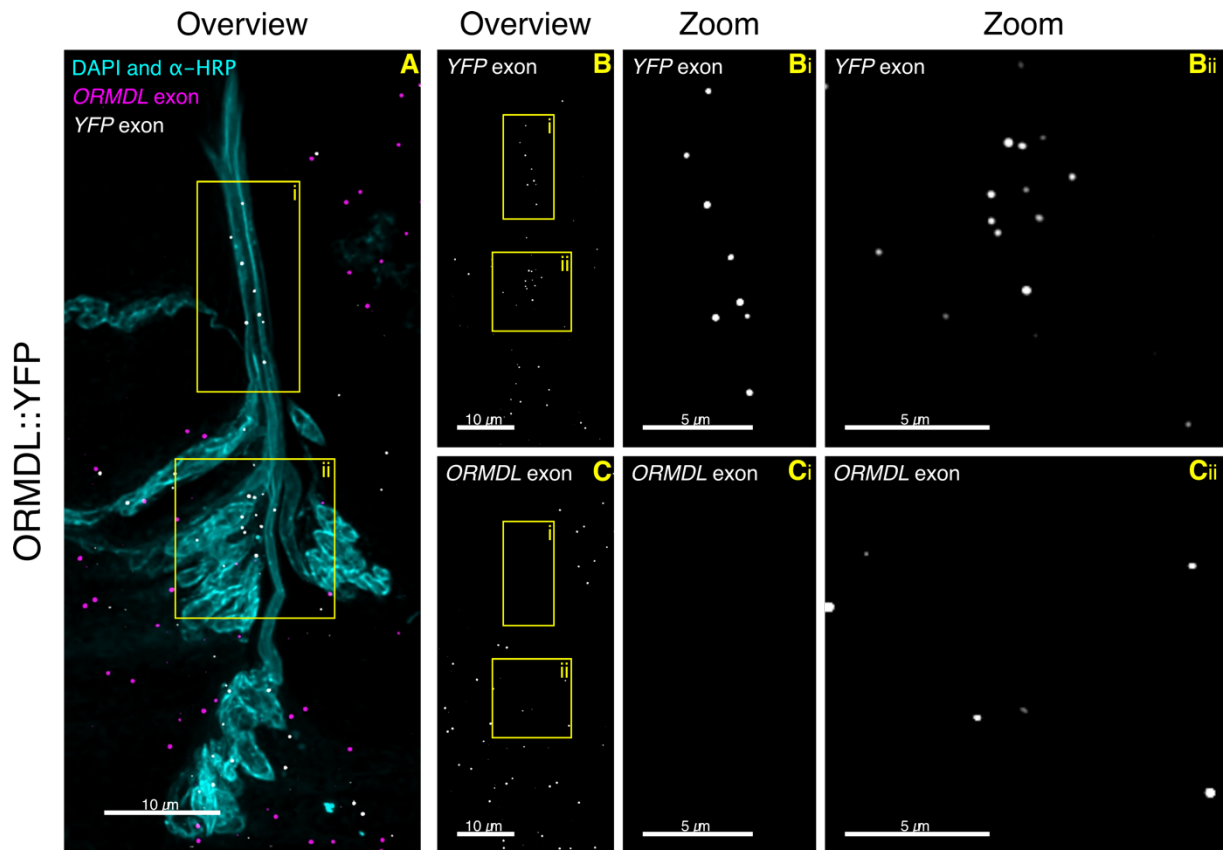 Overview
Overview
Zoom
Zoom
ORMDL::YFP
DAPI and α-HRP
A
ORMDL exon
YFP exon
i
ii
10 µm
YFP exon
B
i
ii
10 µm
YFP exon
Bi
5 µm
YFP exon
Bii
5 µm
ORMDL exon
C
i
ii
10 µm
ORMDL exon
Ci
5 µm
ORMDL exon
Cii
5 µm